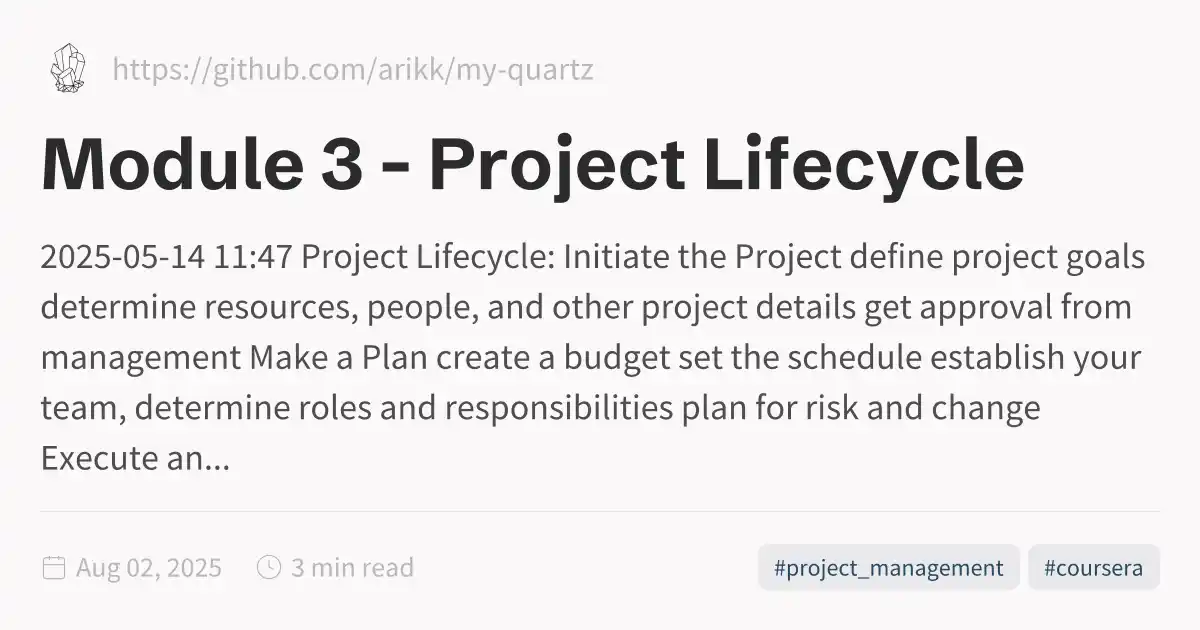 https://github.com/arikk/my-quartz
Module 3 - Project Lifecycle
2025-05-14 11:47 Project Lifecycle: Initiate the Project define project goals
determine resources, people, and other project details get approval from
management Make a Plan create a budget set the schedule establish your
team, determine roles and responsibilities plan for risk and change
Execute an...
Aug 02, 2025 3 min read #project_management #coursera